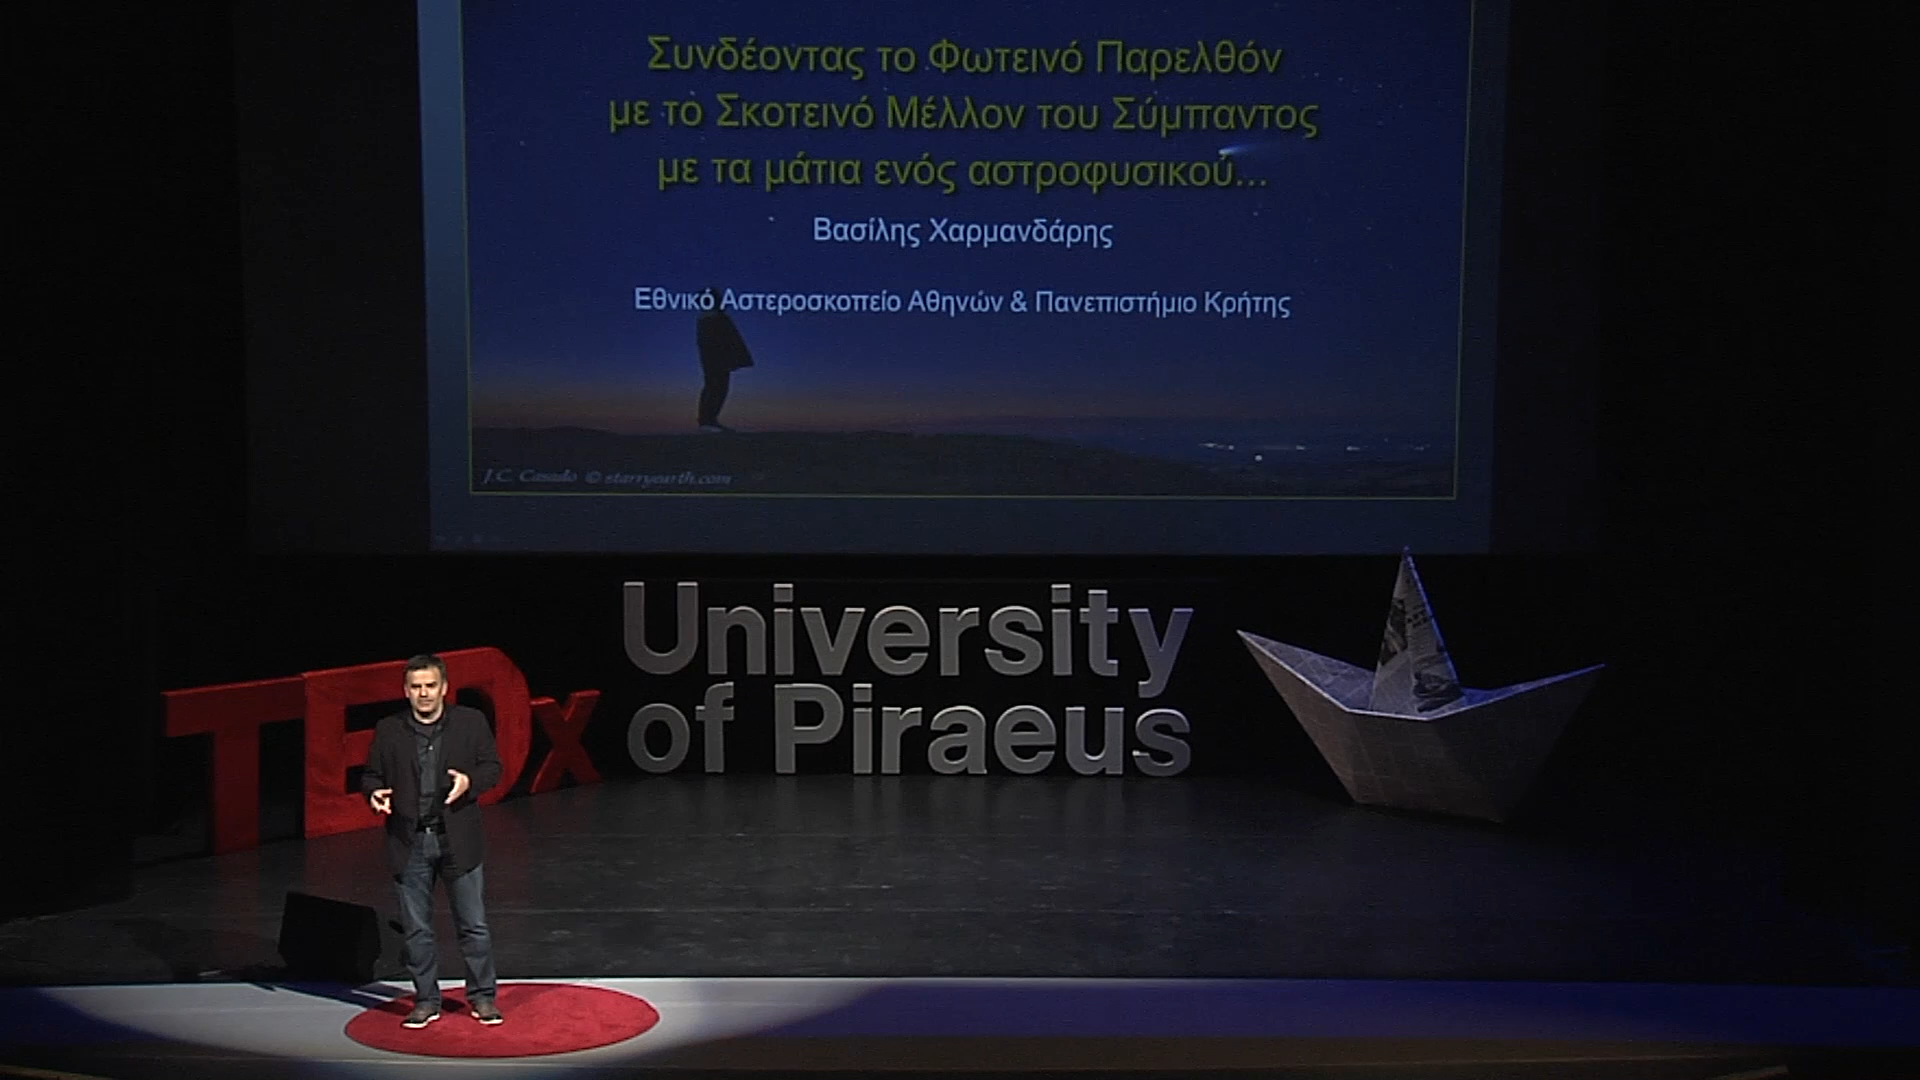 Συνδέοντας το Φωτεινό Παρελθόν
με το Σκοτεινό Μέλλον του Σύμπαντος
με τα μάτια ενός αστροφυσικού...
Βασίλης Χαρμανδάρης
Εθνικό Αστεροσκοπείο Αθηνών & Πανεπιστήμιο Κρήτης
J.C. Casado © starryearth.com
TEDx
University
of Piraeus